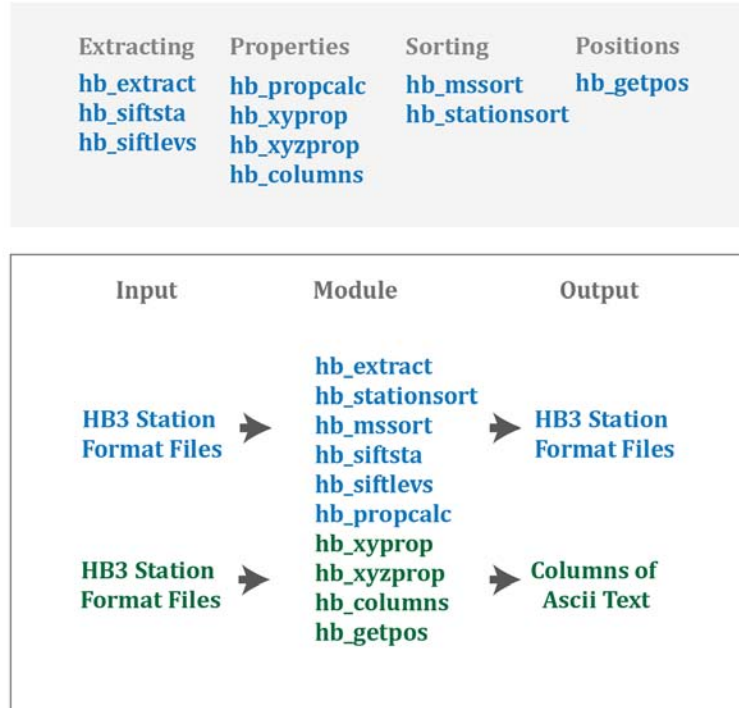 Extracting Properties Sorting Positions
hb_extract hb_propcalc hb_mssort hb_getpos
hb_siftsta hb_xyprop hb_stationsort
hb_siftlevs hb_xyzprop
hb_columns
Input Module Output
hb_extract
hb_stationsort
HB3 Station hb_mssort HB3 Station
Format Files hb_siftsta Format Files
hb_siftlevs
hb_propcalc
hb_xyprop
HB3 Station hb_xyzprop Columns of
Format Files hb_columns Ascii Text
hb_getpos